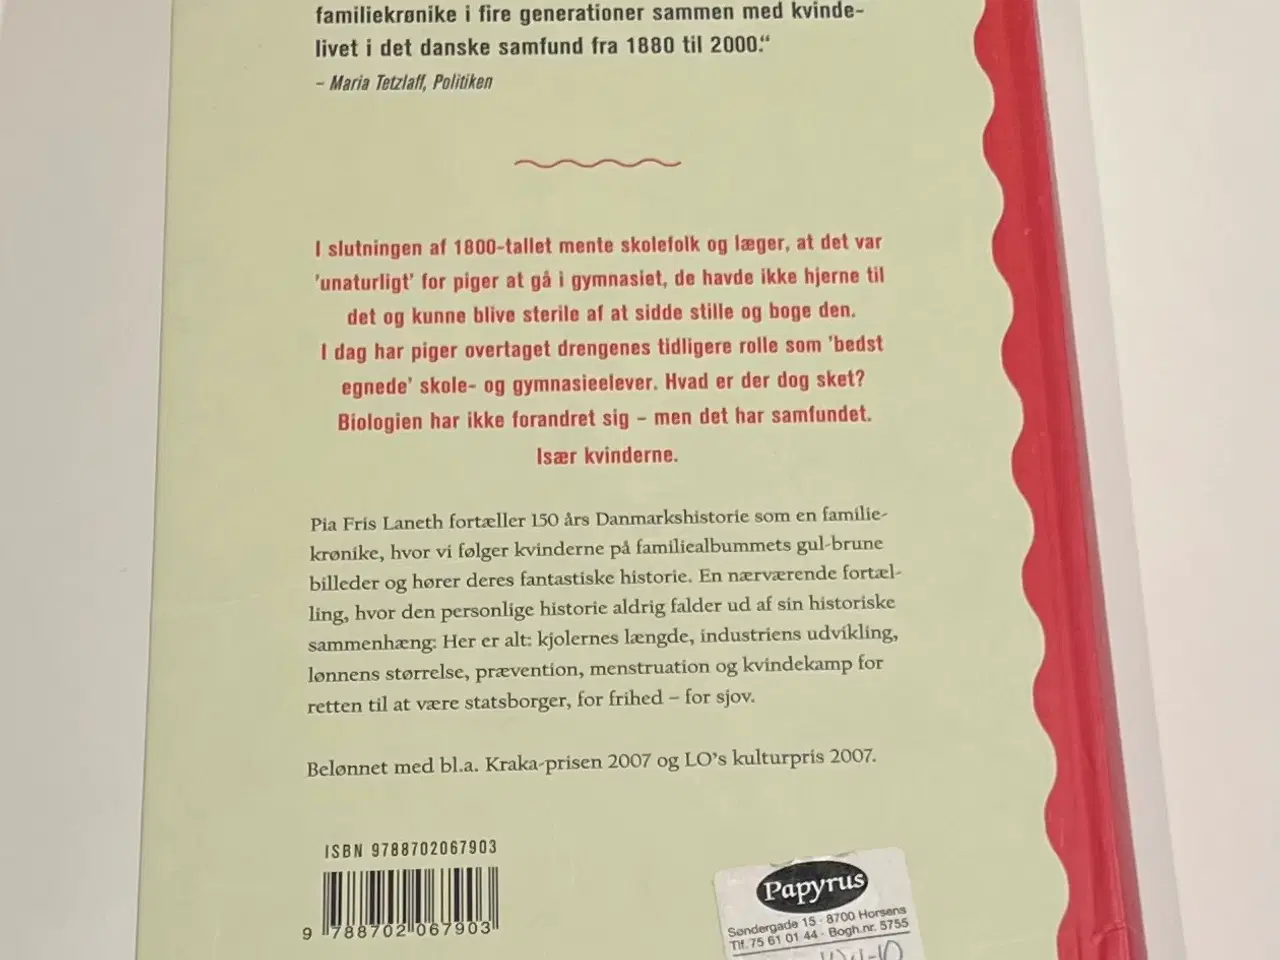 familiekrønike i fire generationer sammen med kvinde-
livet i det danske samfund fra 1880 til 2000."
– Maria Tetzlaff, Politiken
I slutningen af 1800-tallet mente skolefolk og læger, at det var
'unaturligt' for piger at gå i gymnasiet, de havde ikke hjerne til
det og kunne blive sterile af at sidde stille og boge den.
I dag har piger overtaget drengenes tidligere rolle som 'bedst
egnede' skole- og gymnasieelever. Hvad er der dog sket?
Biologien har ikke forandret sig – men det har samfundet.
Især kvinderne.
Pia Fris Laneth fortæller 150 års Danmarkshistorie som en familie-
krønike, hvor vi følger kvinderne på familiealbummets gul-brune
billeder og hører deres fantastiske historie. En nærværende fortæl-
ling, hvor den personlige historie aldrig falder ud af sin historiske
sammenhæng: Her er alt: kjolernes længde, industriens udvikling,
lønnens størrelse, prævention, menstruation og kvindekamp for
retten til at være statsborger, for frihed – for sjov.
Belønnet med bl.a. Kraka-prisen 2007 og LO's kulturpris 2007.
ISBN 9788702067903
9 788702 067903
Papyrus
Søndergade 15 · 8700 Horsens
Tlf. 75 61 01 44 · Bogh.nr. 5755